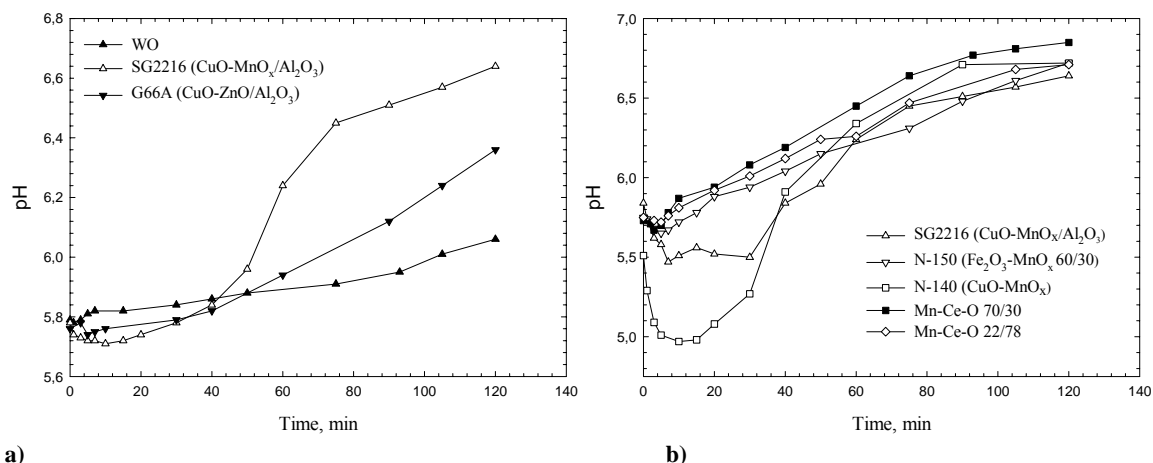 6,8
6,6
6,4
6,2
6,0
5,8
5,6
pH
WO
SG2216 (CuO-MnOₓ/Al₂O₃)
G66A (CuO-ZnO/Al₂O₃)
0 20 40 60 80 100 120 140
Time, min
a)
7,0
6,5
6,0
5,5
5,0
pH
SG2216 (CuO-MnOₓ/Al₂O₃)
N-150 (Fe₂O₃-MnOₓ 60/30)
N-140 (CuO-MnOₓ)
Mn-Ce-O 70/30
Mn-Ce-O 22/78
0 20 40 60 80 100 120 140
Time, min
b)